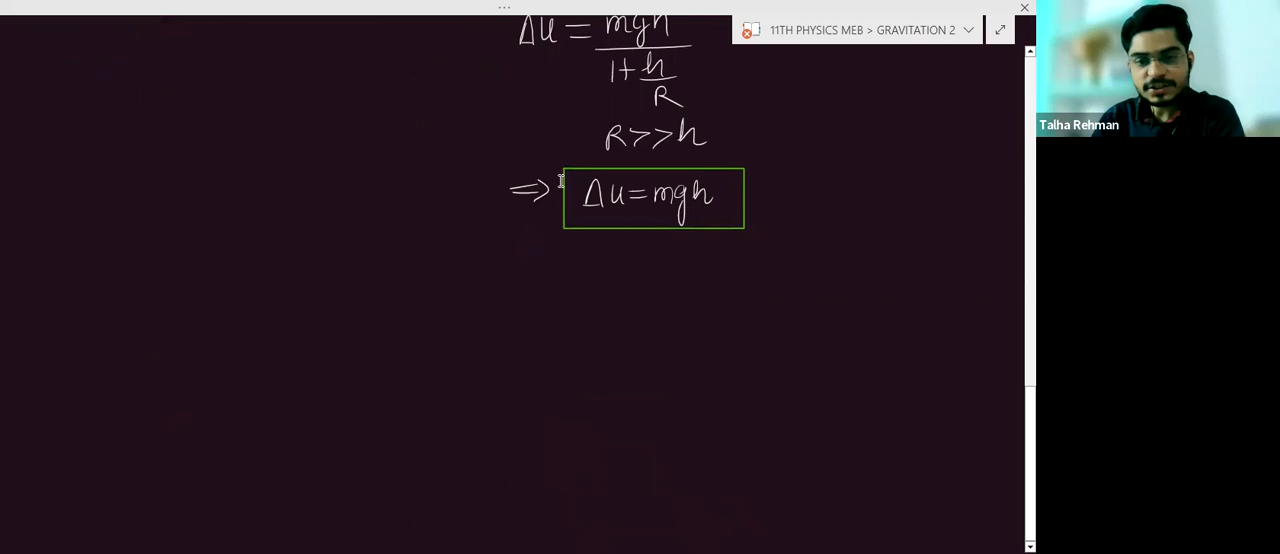 11TH PHYSICS MEB > GRAVITATION 2
Δu = mgh / 1 + h/R
R >> h
⇒ Δu = mgh
Talha Rehman